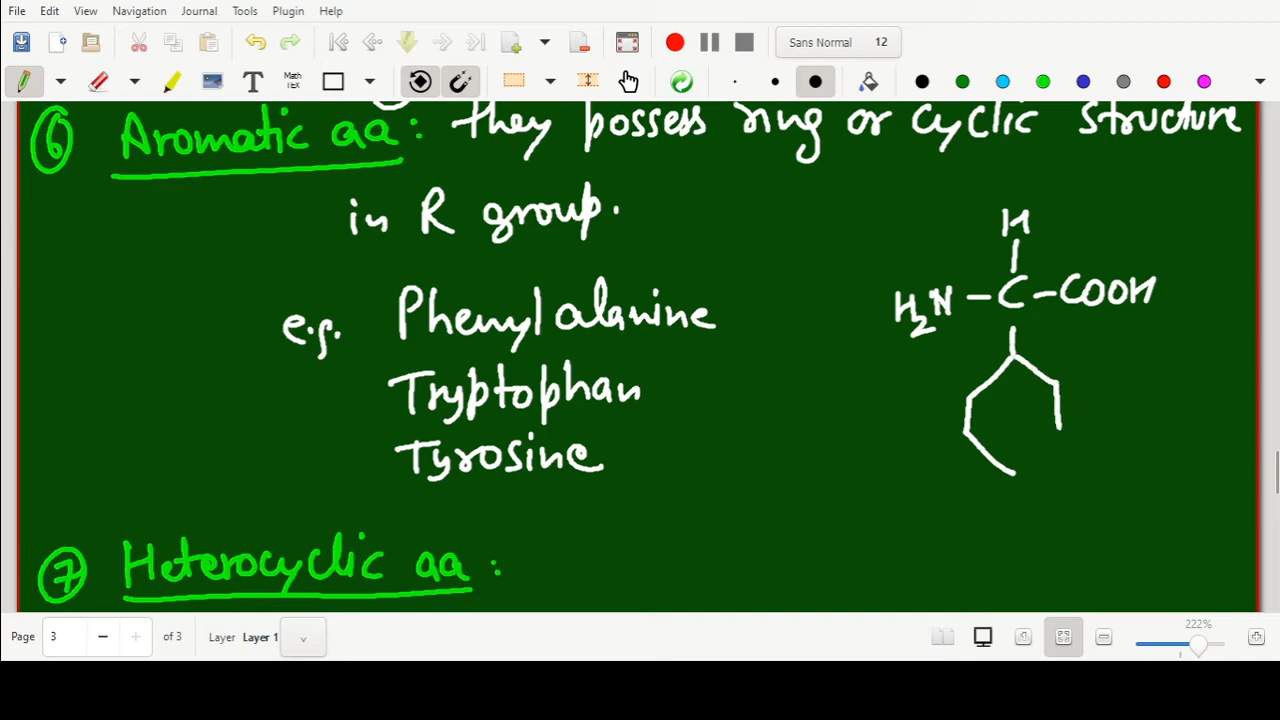 File Edit View Navigation Journal Tools Plugin Help
Sans Normal 12
T Math TEX
6 Aromatic aa: they possess ring or cyclic structure
in R group.
H
H2N - C - COOH
e.g. Phenylalanine
Tryptophan
Tyrosine
7 Heterocyclic aa:
Page 3 of 3 Layer Layer 1 222%